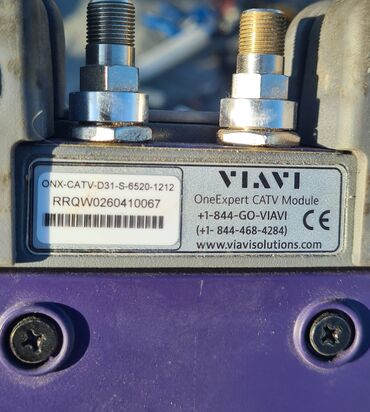 ONX-CATV-D31-S-6520-1212
RRQW0260410067
VIAVI
OneExpert CATV Module
+1-844-GO-VIAVI
(+1- 844-468-4284)
www.viavisolutions.com
CE